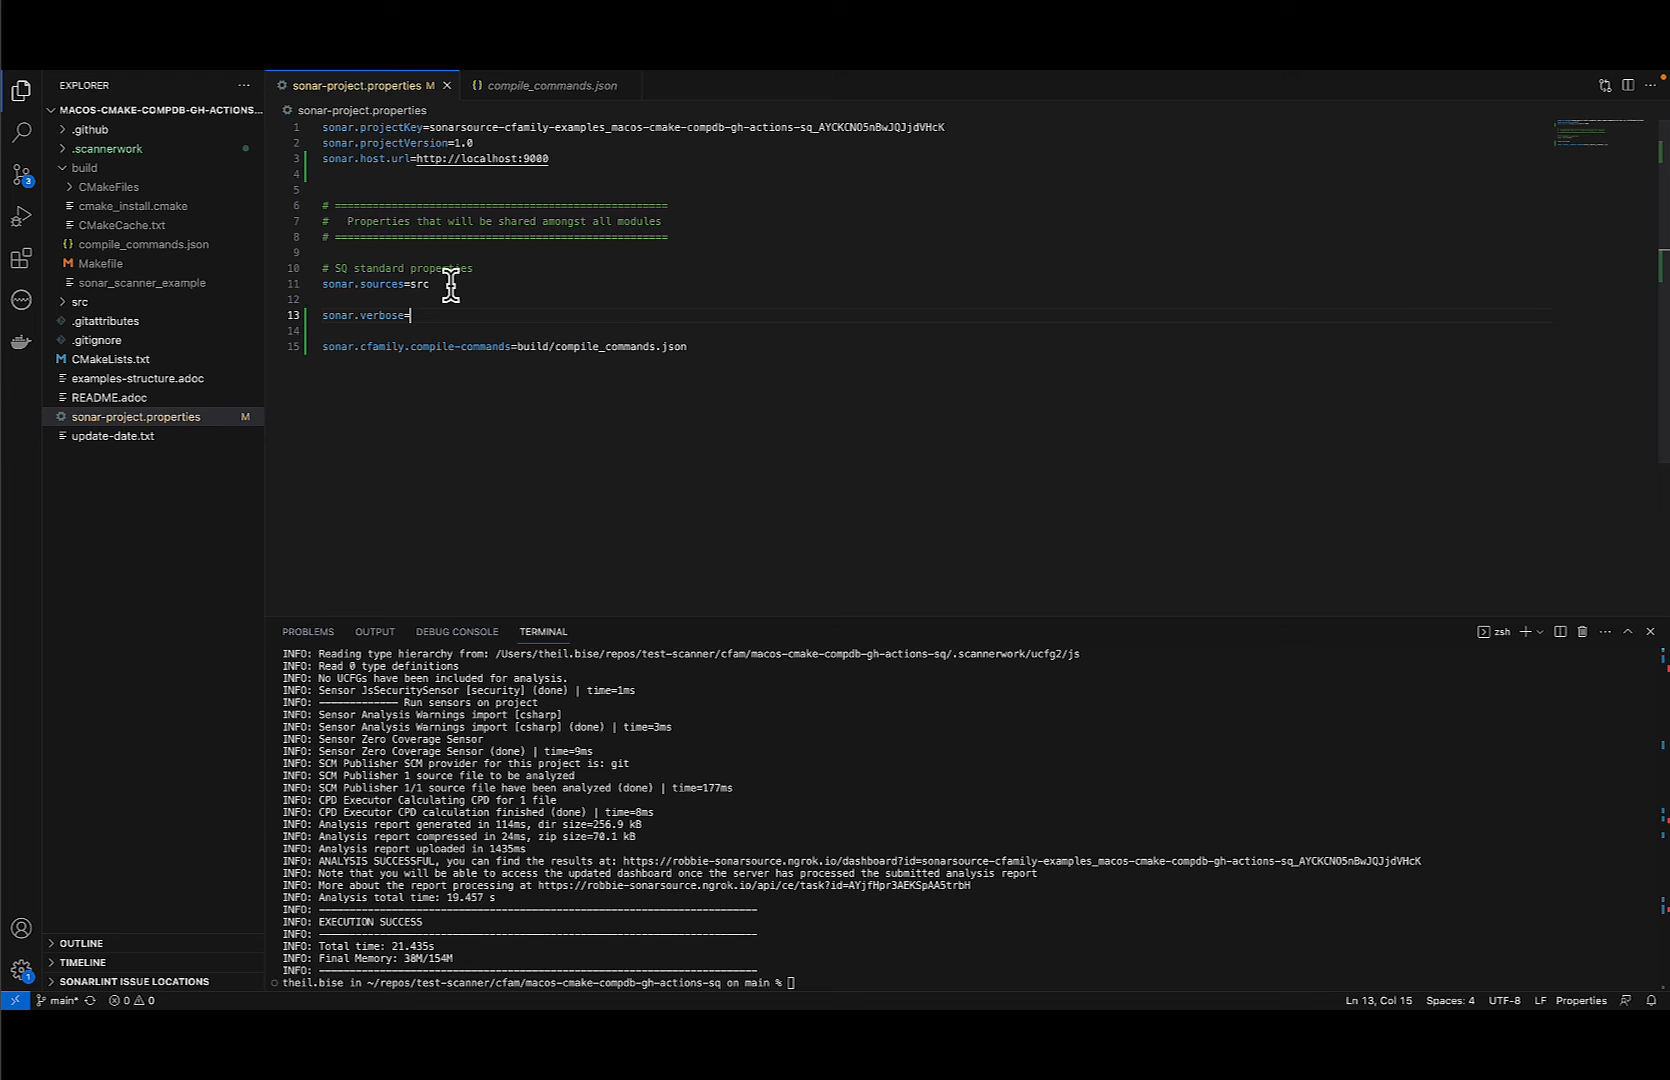 EXPLORER
MACOS-CMAKE-COMPDB-GH-ACTIONS...
.github
.scannerwork
build
CMakeFiles
cmake_install.cmake
CMakeCache.txt
{} compile_commands.json
Makefile
sonar_scanner_example
src
.gitattributes
.gitignore
CMakeLists.txt
examples-structure.adoc
README.adoc
sonar-project.properties M
update-date.txt
OUTLINE
TIMELINE
SONARLINT ISSUE LOCATIONS
3
1
sonar-project.properties M
{} compile_commands.json
sonar-project.properties
1 sonar.projectKey=sonarsource-cfamily-examples_macos-cmake-compdb-gh-actions-sq_AYCKCNO5nBwJQJjdVHcK
2 sonar.projectVersion=1.0
3 sonar.host.url=http://localhost:9000
4
5
6 # =====================================================
7 #   Properties that will be shared amongst all modules
8 # =====================================================
9
10 # SQ standard properties
11 sonar.sources=src
12
13 sonar.verbose=
14
15 sonar.cfamily.compile-commands=build/compile_commands.json
PROBLEMS OUTPUT DEBUG CONSOLE TERMINAL
zsh
INFO: Reading type hierarchy from: /Users/theil.bise/repos/test-scanner/cfam/macos-cmake-compdb-gh-actions-sq/.scannerwork/ucfg2/js
INFO: Read 0 type definitions
INFO: No UCFGs have been included for analysis.
INFO: Sensor JsSecuritySensor [security] (done) | time=1ms
INFO: ------------- Run sensors on project
INFO: Sensor Analysis Warnings import [csharp]
INFO: Sensor Analysis Warnings import [csharp] (done) | time=3ms
INFO: Sensor Zero Coverage Sensor
INFO: Sensor Zero Coverage Sensor (done) | time=9ms
INFO: SCM Publisher SCM provider for this project is: git
INFO: SCM Publisher 1 source file to be analyzed
INFO: SCM Publisher 1/1 source file have been analyzed (done) | time=177ms
INFO: CPD Executor Calculating CPD for 1 file
INFO: CPD Executor CPD calculation finished (done) | time=8ms
INFO: Analysis report generated in 114ms, dir size=256.9 kB
INFO: Analysis report compressed in 24ms, zip size=70.1 kB
INFO: Analysis report uploaded in 1435ms
INFO: ANALYSIS SUCCESSFUL, you can find the results at: https://robbie-sonarsource.ngrok.io/dashboard?id=sonarsource-cfamily-examples_macos-cmake-compdb-gh-actions-sq_AYCKCNO5nBwJQJjdVHcK
INFO: Note that you will be able to access the updated dashboard once the server has processed the submitted analysis report
INFO: More about the report processing at https://robbie-sonarsource.ngrok.io/api/ce/task?id=AYjfHpr3AEKSpAA5trbH
INFO: Analysis total time: 19.457 s
INFO: ------------------------------------------------------------------------
INFO: EXECUTION SUCCESS
INFO: ------------------------------------------------------------------------
INFO: Total time: 21.435s
INFO: Final Memory: 38M/154M
INFO: ------------------------------------------------------------------------
theil.bise in ~/repos/test-scanner/cfam/macos-cmake-compdb-gh-actions-sq on main %
main* 0 0 Ln 13, Col 15 Spaces: 4 UTF-8 LF Properties